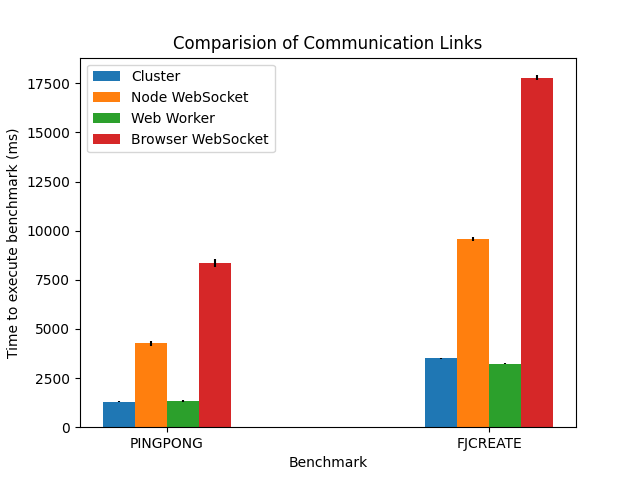 Comparision of Communication Links
Cluster
Node WebSocket
Web Worker
Browser WebSocket
Time to execute benchmark (ms)
17500
15000
12500
10000
7500
5000
2500
0
PINGPONG
FJCREATE
Benchmark